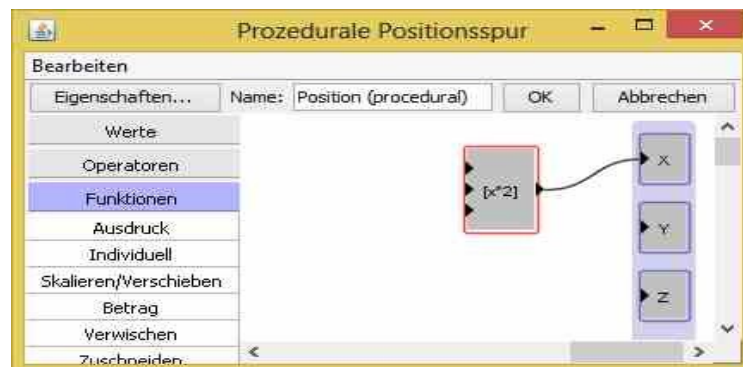 Prozedurale Positionsspur
Bearbeiten
Eigenschaften... Name: Position (procedural) OK Abbrechen
Werte
Operatoren
Funktionen
Ausdruck
Individuell
Skalieren/Verschieben
Betrag
Verwischen
Zuschneiden
[x*2]
X
Y
Z